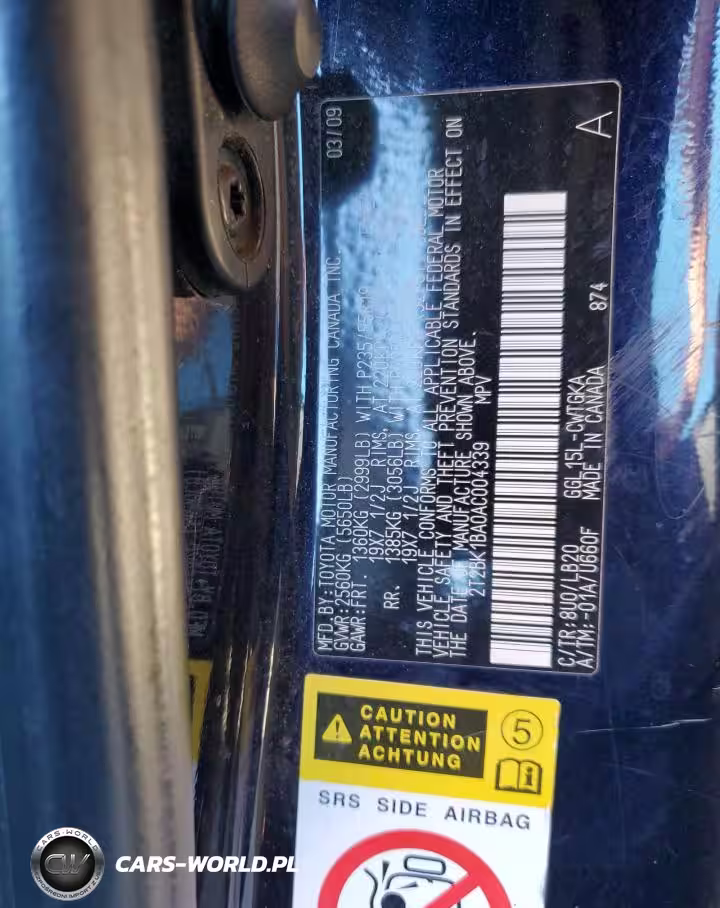 MFD.BY:TOYOTA MOTOR MANUFACTURING CANADA INC. 03/09
GVWR:2560KG (5650LB)
GAWR:FRT. 1360KG (2999LB) WITH
19X7 1/2J RIMS, AT
RR. 1385KG (3056LB) WITH
19X7 1/2J RIMS,
THIS VEHICLE CONFORMS TO ALL APPLICABLE FEDERAL MOTOR
VEHICLE SAFETY AND THEFT PREVENTION STANDARDS IN EFFECT ON
THE DATE OF MANUFACTURE SHOWN ABOVE.
2T2BK1BA0AC004339 MPV
C/TR:8U0/LB20 GGL15L-CWTGKA
A/TM:-01A/U660F MADE IN CANADA 874 A
CAUTION
ATTENTION
ACHTUNG
5
i
SRS SIDE AIRBAG
CARS-WORLD
CW
CARS-WORLD.PL